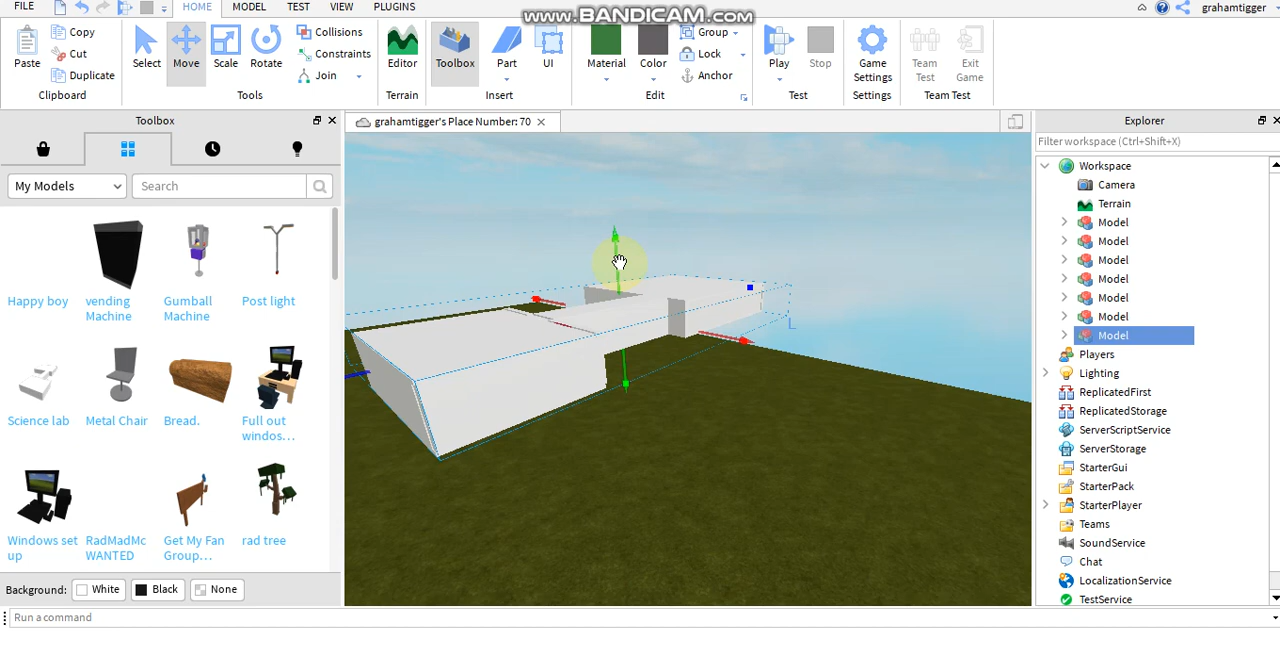 FILE HOME MODEL TEST VIEW PLUGINS
www.BANDICAM.com
grahamtigger
Paste
Copy
Cut
Duplicate
Clipboard
Select
Move
Scale
Rotate
Collisions
Constraints
Join
Tools
Editor
Terrain
Toolbox
Part
UI
Insert
Material
Color
Group
Lock
Anchor
Edit
Play
Stop
Test
Game
Settings
Settings
Team
Test
Exit
Game
Team Test
Toolbox
My Models
Search
Happy boy
vending
Machine
Gumball
Machine
Post light
Science lab
Metal Chair
Bread.
Full out
windos...
Windows set
up
RadMadMc
WANTED
Get My Fan
Group...
rad tree
Background: White Black None
Run a command
grahamtigger's Place Number: 70
Explorer
Filter workspace (Ctrl+Shift+X)
Workspace
Camera
Terrain
Model
Model
Model
Model
Model
Model
Model
Players
Lighting
ReplicatedFirst
ReplicatedStorage
ServerScriptService
ServerStorage
StarterGui
StarterPack
StarterPlayer
Teams
SoundService
Chat
LocalizationService
TestService